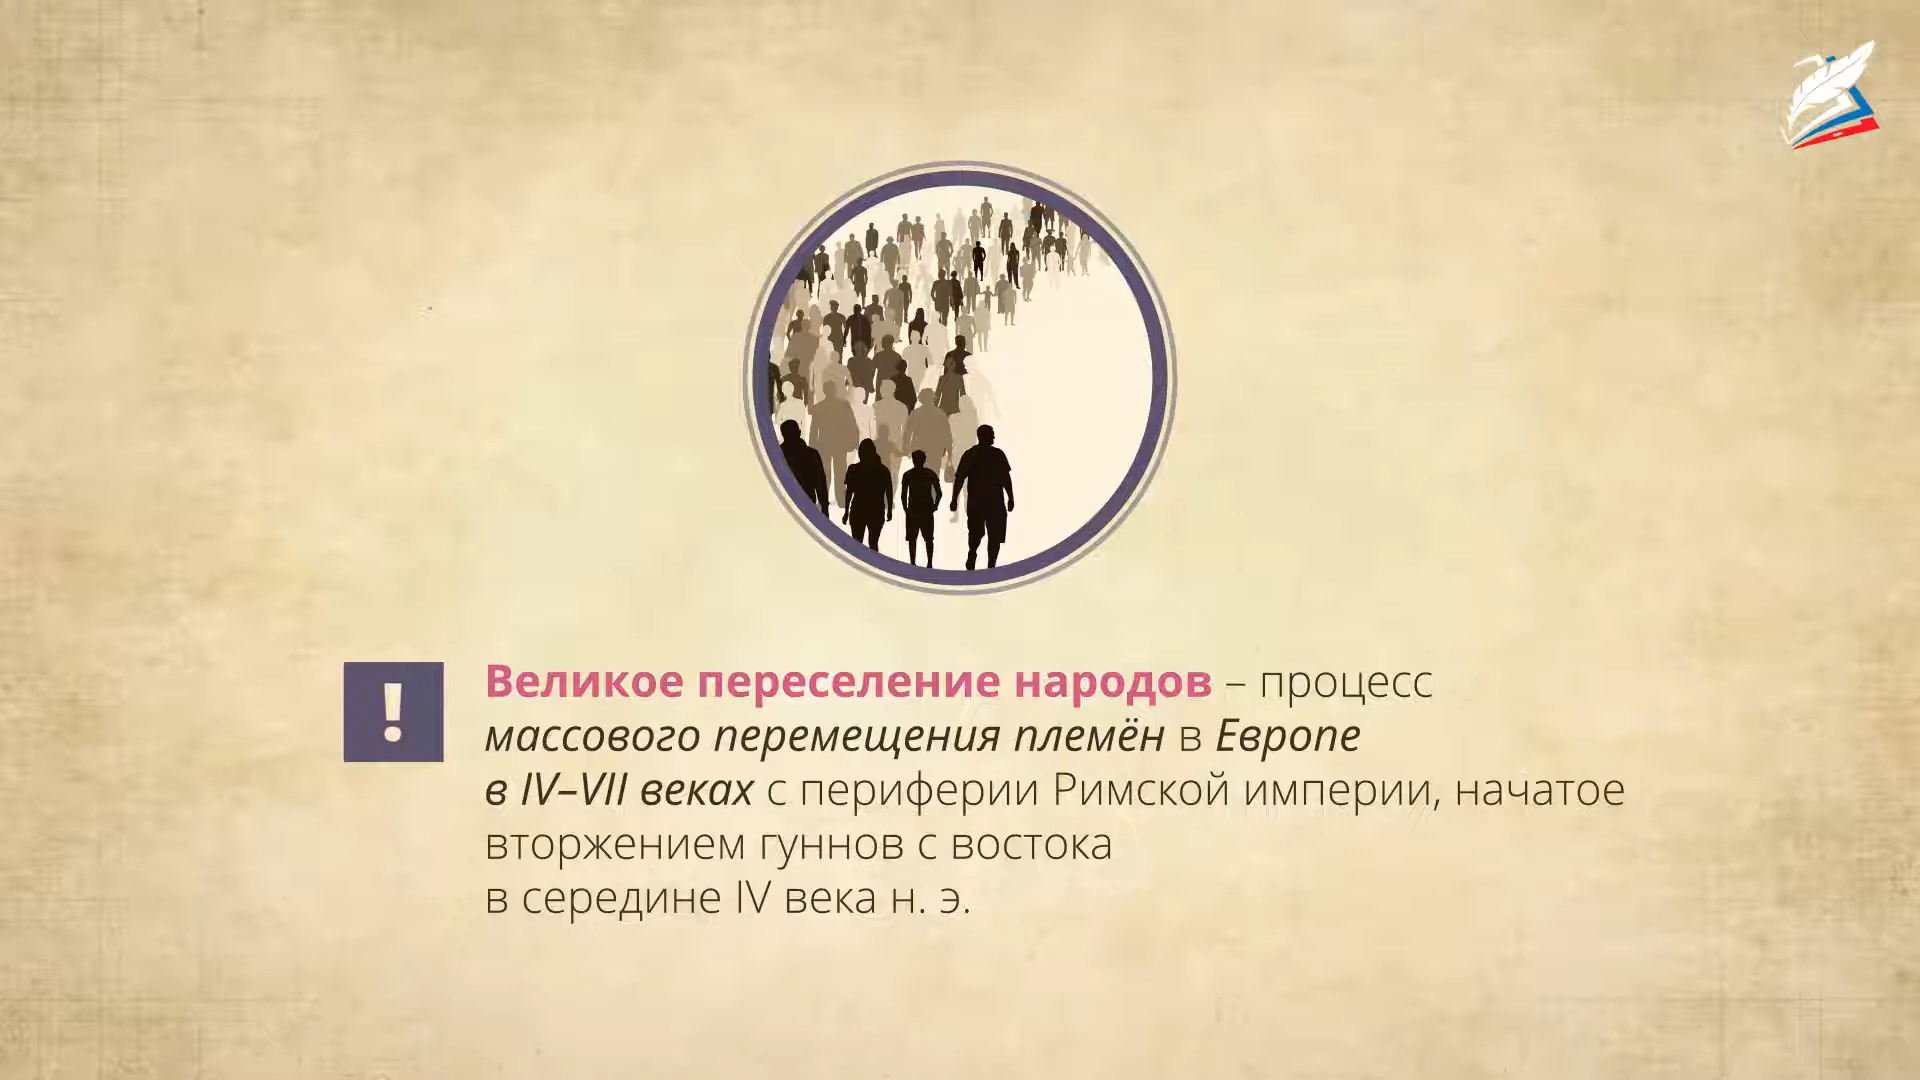 Великое переселение народов – процесс
массового перемещения племён в Европе
в IV–VII веках с периферии Римской империи, начатое
вторжением гуннов с востока
в середине IV века н. э.